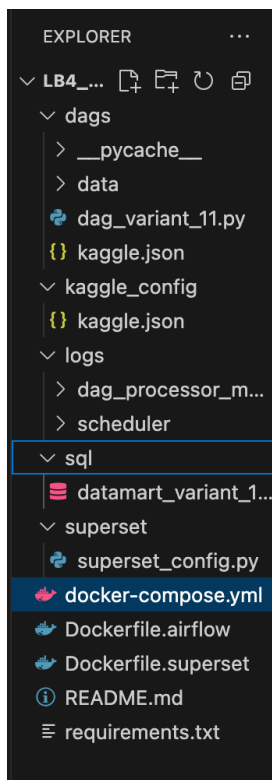 EXPLORER ...
LB4_...
dags
__pycache__
data
dag_variant_11.py
{} kaggle.json
kaggle_config
{} kaggle.json
logs
dag_processor_m...
scheduler
sql
datamart_variant_1...
superset
superset_config.py
docker-compose.yml
Dockerfile.airflow
Dockerfile.superset
README.md
requirements.txt